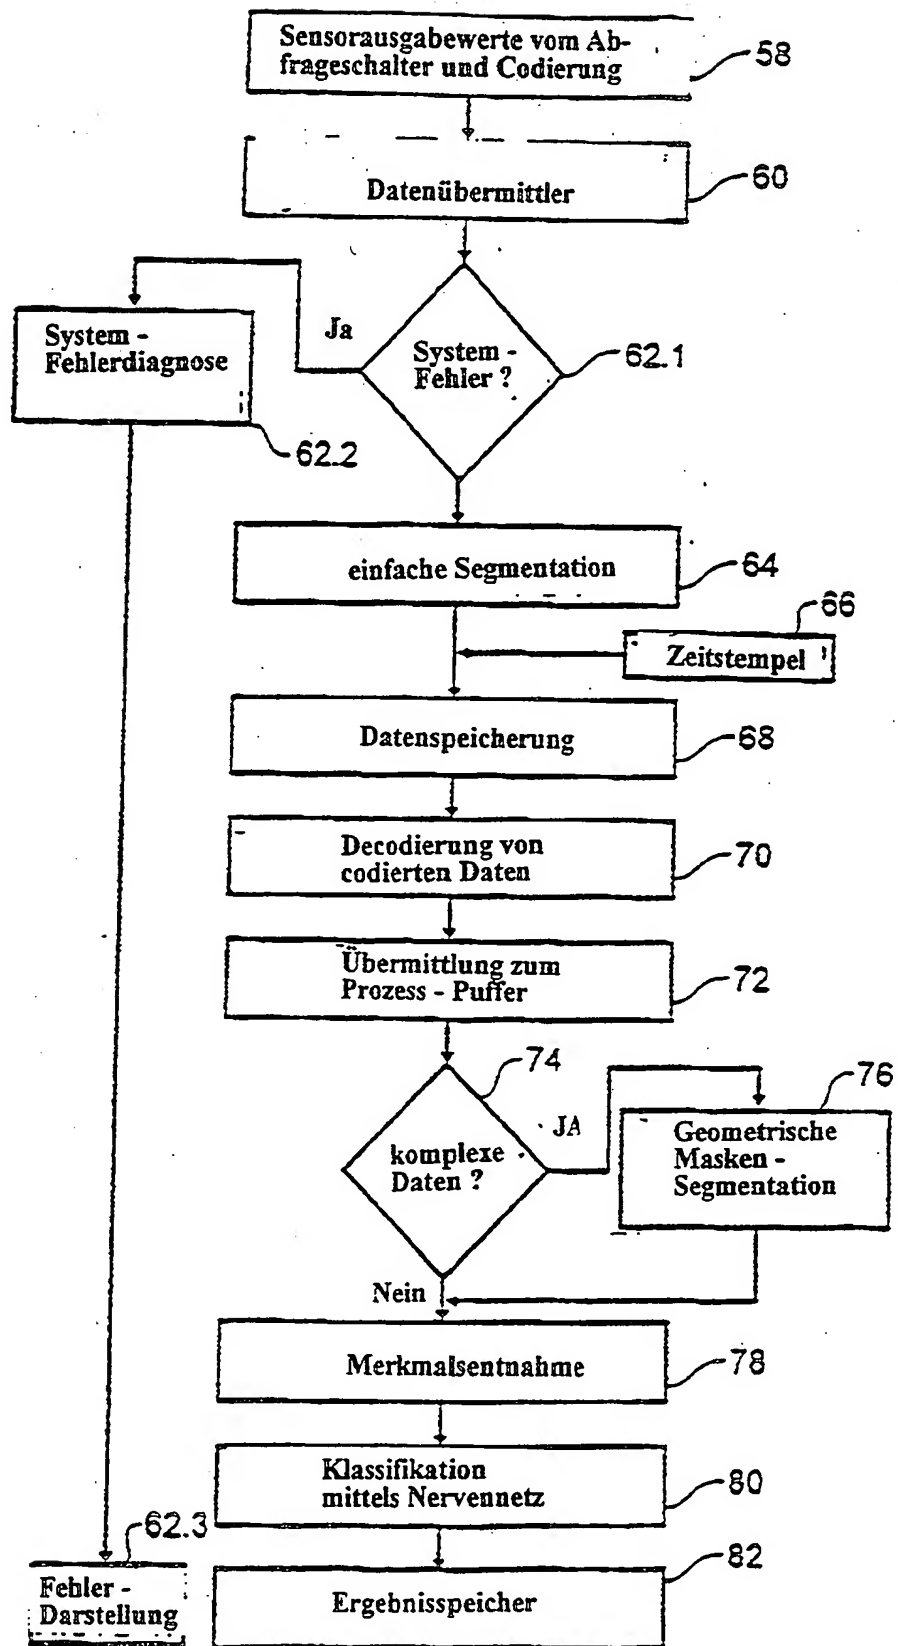 Sensorausgabewerte vom Ab-
frageschalter und Codierung
58
Datenübermittler
60
System -
Fehler ?
62.1
Ja
System -
Fehlerdiagnose
62.2
einfache Segmentation
64
66
Zeitstempel
Datenspeicherung
68
Decodierung von
codierten Daten
70
Übermittlung zum
Prozess - Puffer
72
74
komplexe
Daten ?
JA
76
Geometrische
Masken -
Segmentation
Nein
Merkmalsentnahme
78
Klassifikation
mittels Nervennetz
80
62.3
Fehler -
Darstellung
82
Ergebnisspeicher